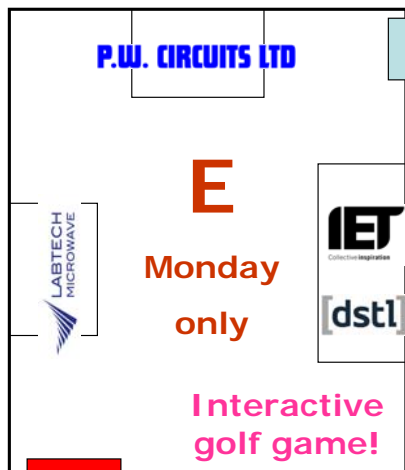 P.W. CIRCUITS LTD
E
Monday
only
LABTECH
MICROWAVE
IET
Collective inspiration
[dstl]
Interactive
golf game!